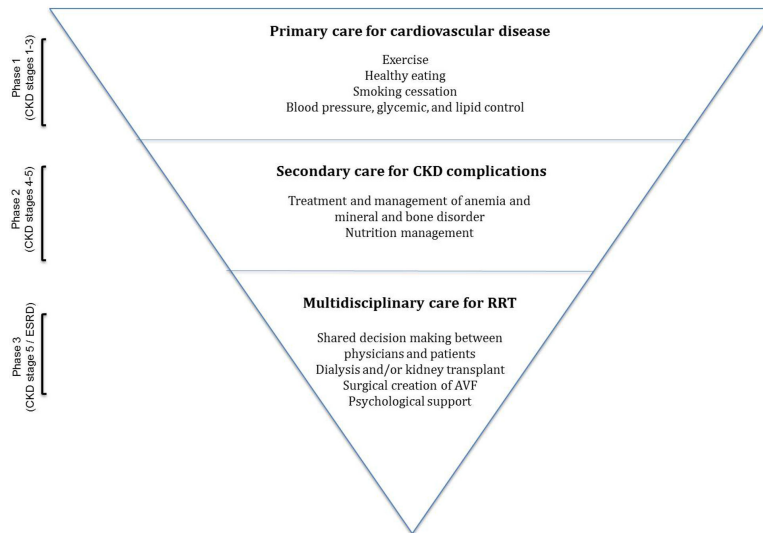 Primary care for cardiovascular disease
Phase 1
(CKD stages 1-3)
Exercise
Healthy eating
Smoking cessation
Blood pressure, glycemic, and lipid control
Secondary care for CKD complications
Phase 2
(CKD stages 4-5)
Treatment and management of anemia and
mineral and bone disorder
Nutrition management
Multidisciplinary care for RRT
Phase 3
(CKD stage 5 / ESRD)
Shared decision making between
physicians and patients
Dialysis and/or kidney transplant
Surgical creation of AVF
Psychological support